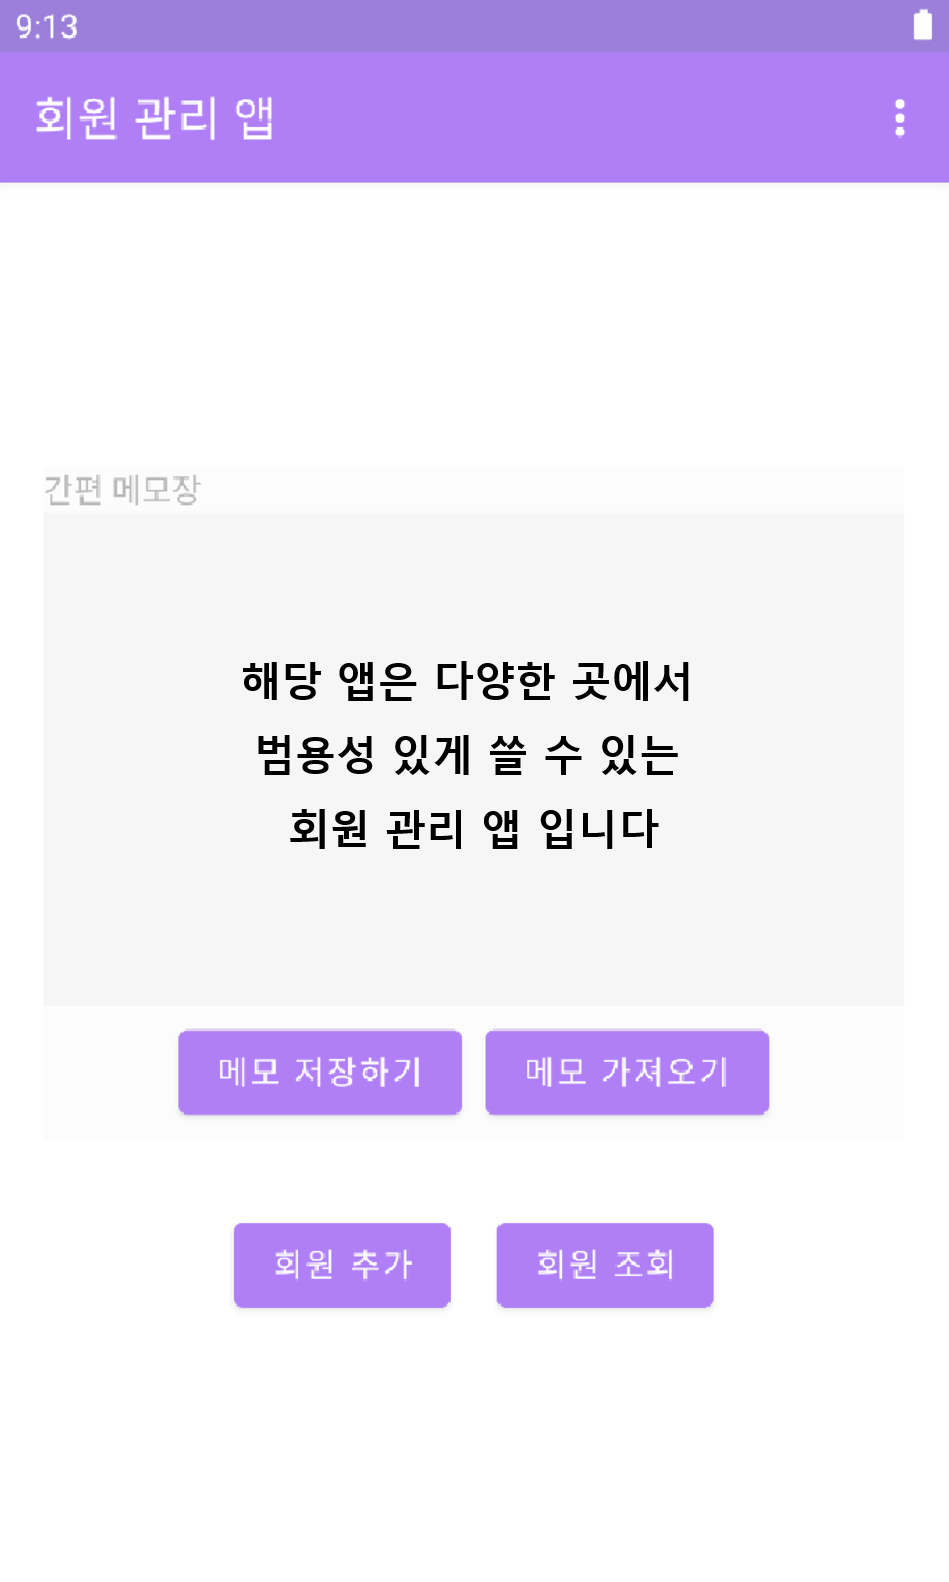 9:13
회원 관리 앱
간편 메모장
해당 앱은 다양한 곳에서
범용성 있게 쓸 수 있는
회원 관리 앱 입니다
메모 저장하기 메모 가져오기
회원 추가 회원 조회